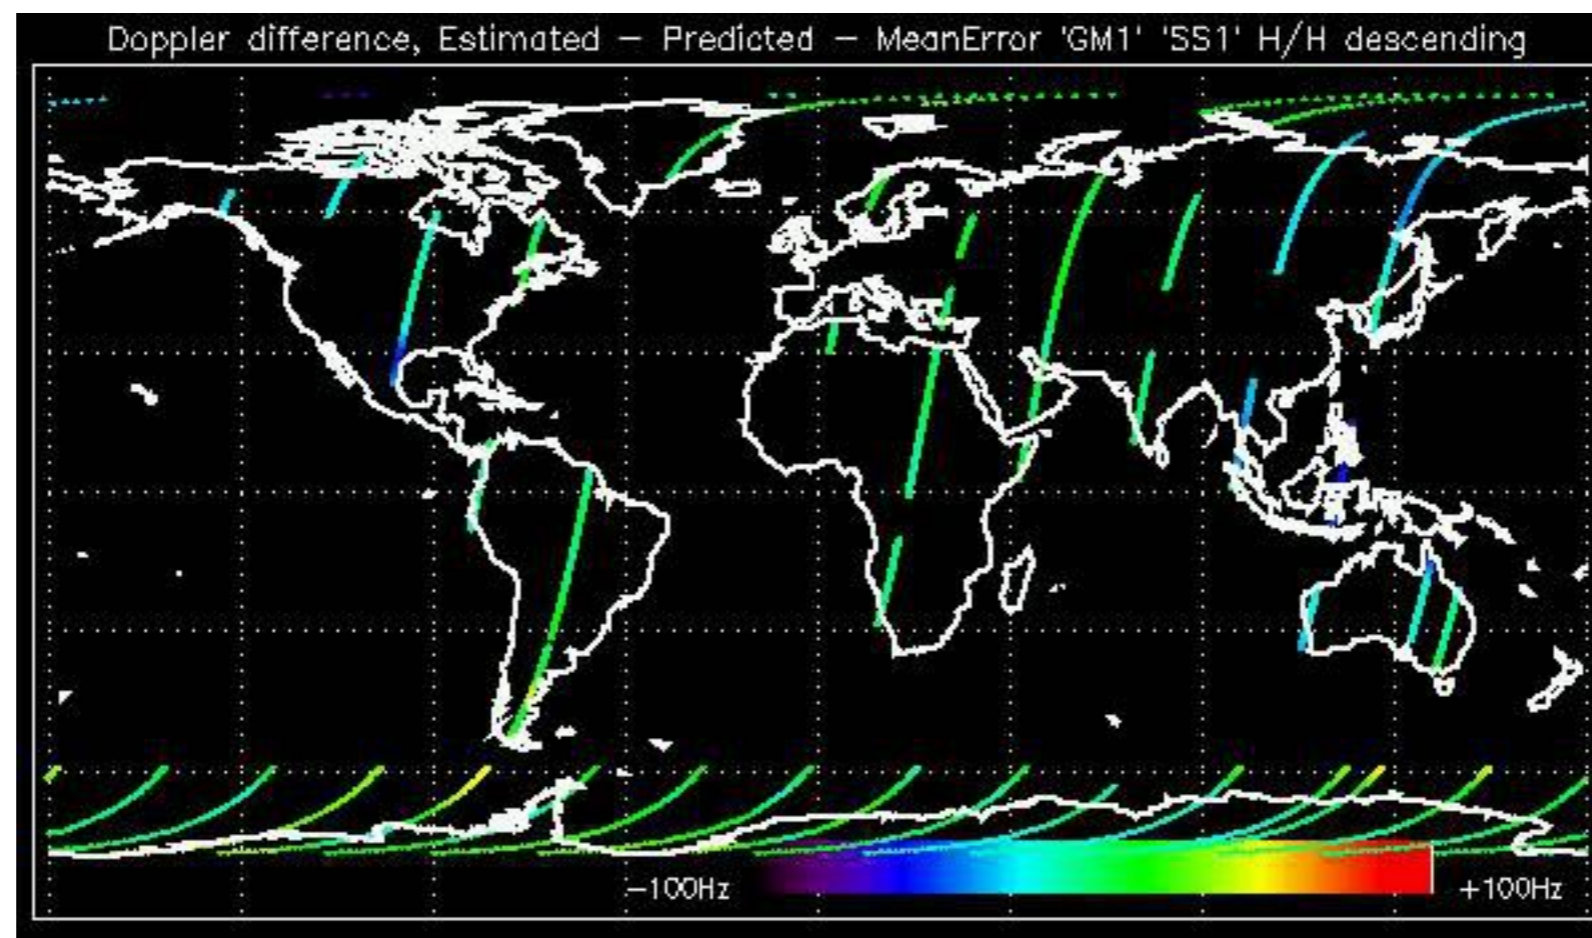 Doppler difference, Estimated − Predicted − MeanError 'GM1' 'SS1' H/H descending
−100Hz
+100Hz